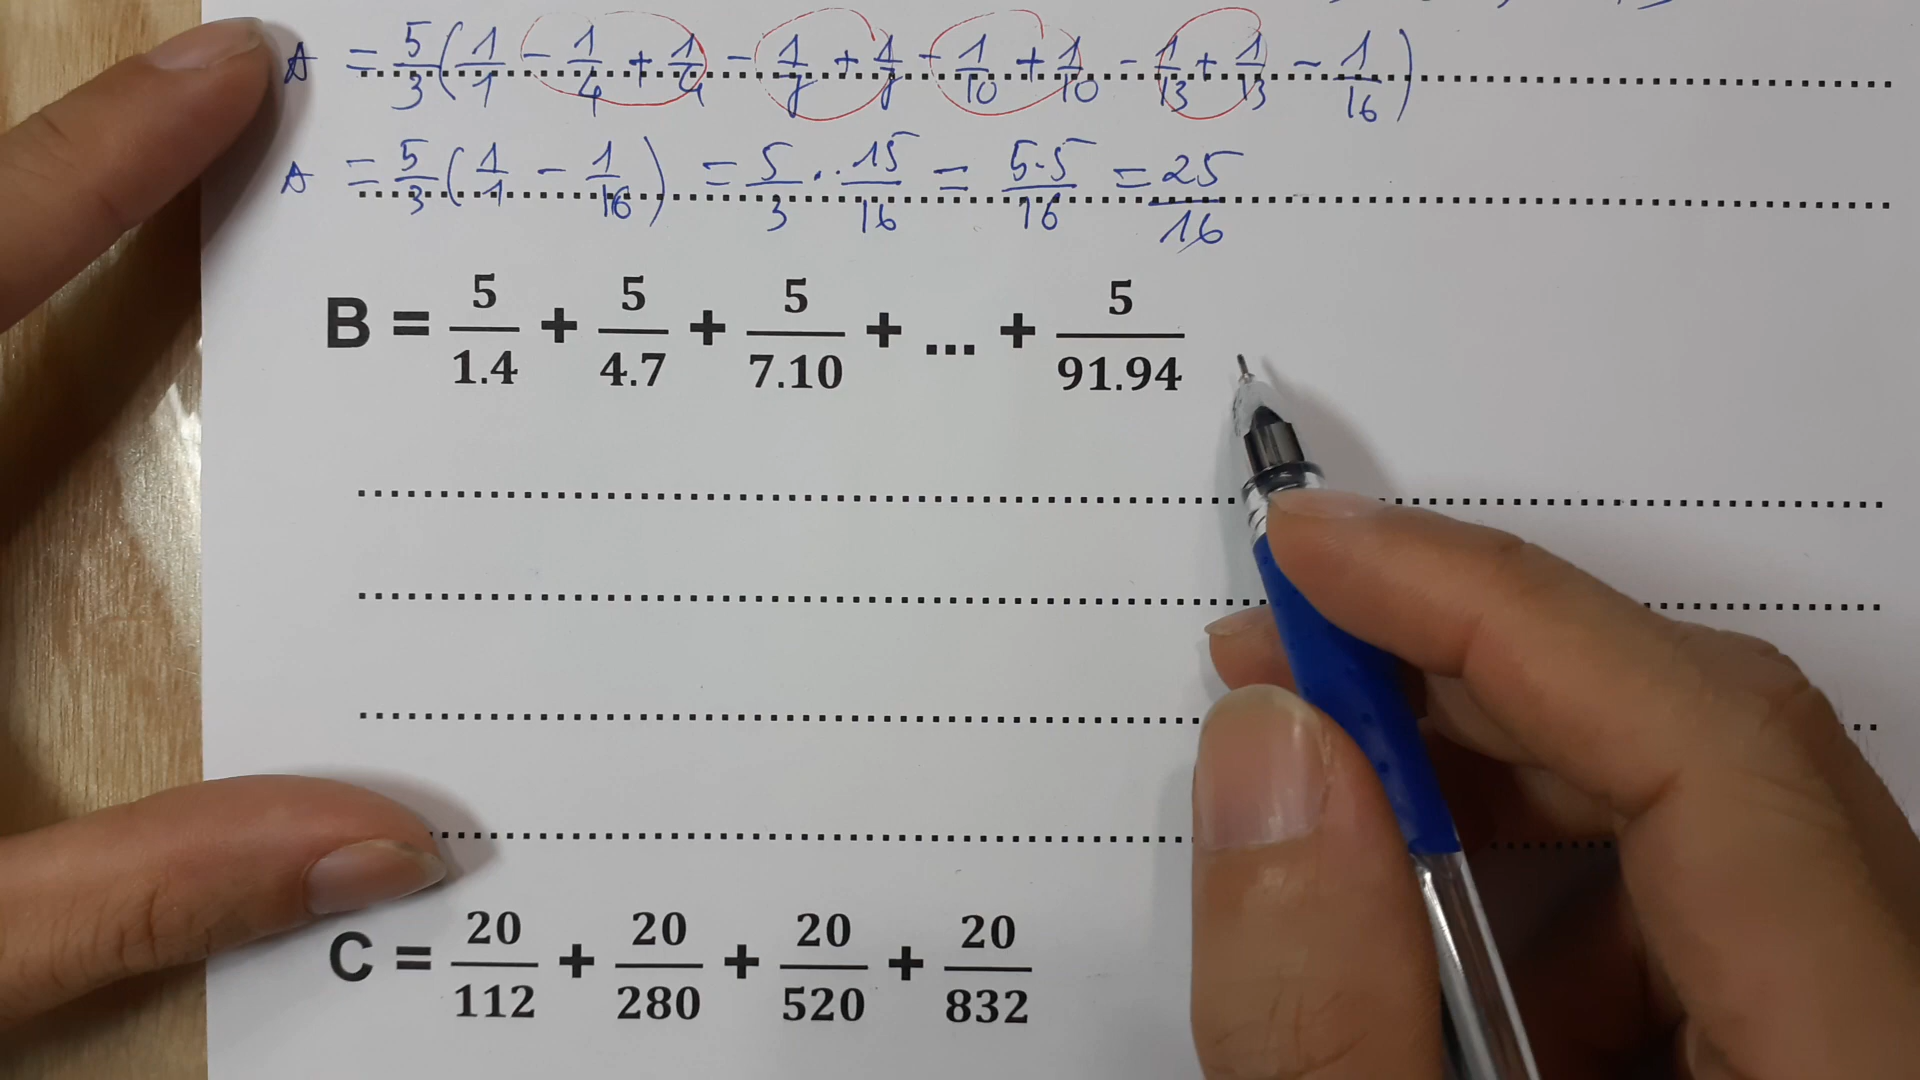 A = 5/3 ( 1/1 - 1/4 + 1/4 - 1/7 + 1/7 - 1/10 + 1/10 - 1/13 + 1/13 - 1/16 )
A = 5/3 ( 1/1 - 1/16 ) = 5/3 . 15/16 = 5.5/16 = 25/16
B = 5/1.4 + 5/4.7 + 5/7.10 + ... + 5/91.94
C = 20/112 + 20/280 + 20/520 + 20/832